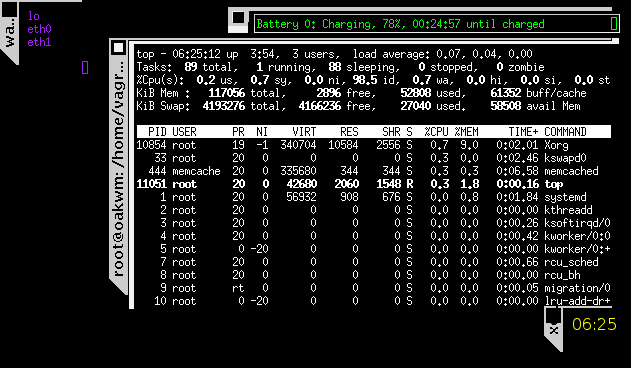 wa...
lo
eth0
eth1
Battery 0: Charging, 78%, 00:24:57 until charged
root@oakwm: /home/vagr...
top - 06:25:12 up  3:54,  3 users,  load average: 0.07, 0.04, 0.00
Tasks:  89 total,   1 running,  88 sleeping,   0 stopped,   0 zombie
%Cpu(s):  0.2 us,  0.7 sy,  0.0 ni, 98.5 id,  0.7 wa,  0.0 hi,  0.0 si,  0.0 st
KiB Mem :   117056 total,     2896 free,    52808 used,    61352 buff/cache
KiB Swap:  4193276 total,  4166236 free,    27040 used.    58508 avail Mem
PID USER      PR  NI    VIRT    RES    SHR S  %CPU %MEM     TIME+ COMMAND
10854 root      19  -1  340704  10584   2556 S   0.7  9.0   0:02.01 Xorg
33 root      20   0       0      0      0 S   0.3  0.0   0:02.46 kswapd0
444 memcache  20   0  335680    344    344 S   0.3  0.3   0:06.58 memcached
11051 root      20   0   42680   2060   1548 R   0.3  1.8   0:00.16 top
1 root      20   0   56932    908    676 S   0.0  0.8   0:01.84 systemd
2 root      20   0       0      0      0 S   0.0  0.0   0:00.00 kthreadd
3 root      20   0       0      0      0 S   0.0  0.0   0:00.26 ksoftirqd/0
4 root      20   0       0      0      0 S   0.0  0.0   0:00.42 kworker/0:0
5 root       0 -20       0      0      0 S   0.0  0.0   0:00.00 kworker/0:+
7 root      20   0       0      0      0 S   0.0  0.0   0:00.66 rcu_sched
8 root      20   0       0      0      0 S   0.0  0.0   0:00.00 rcu_bh
9 root      rt   0       0      0      0 S   0.0  0.0   0:00.05 migration/0
10 root       0 -20       0      0      0 S   0.0  0.0   0:00.00 lru-add-dr+
x
06:25